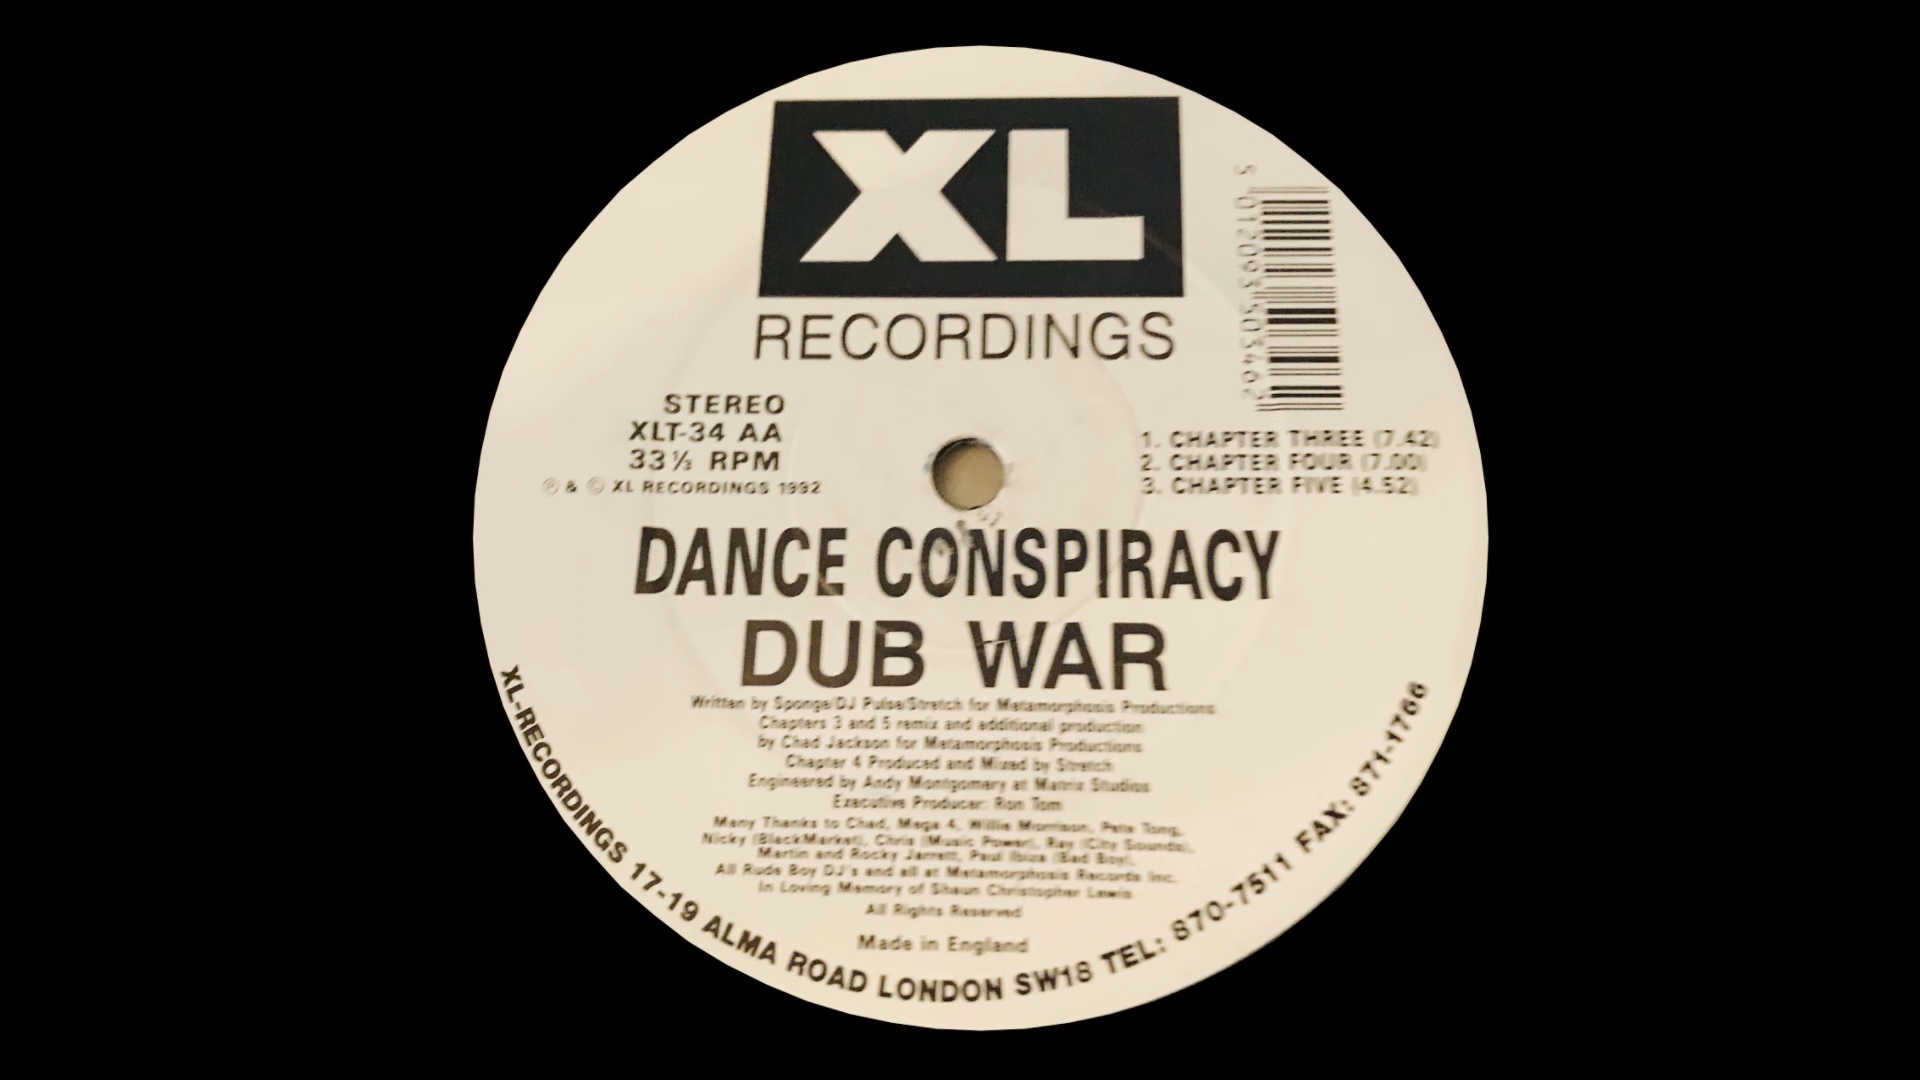 XL
RECORDINGS
5 012093 503462
STEREO
XLT-34 AA
33⅓ RPM
℗ & © XL RECORDINGS 1992
1. CHAPTER THREE (7.42)
2. CHAPTER FOUR (7.00)
3. CHAPTER FIVE (4.52)
DANCE CONSPIRACY
DUB WAR
Written by Sponge/DJ Pulse/Stretch for Metamorphosis Productions
Chapters 3 and 5 remix and additional production
by Chad Jackson for Metamorphosis Productions
Chapter 4 Produced and Mixed by Stretch
Engineered by Andy Montgomery at Matrix Studios
Executive Producer: Ron Tom
Many Thanks to Chad, Mega 4, Willie Morrison, Pete Tong,
Nicky (BlackMarket), Chris (Music Power), Ray (City Sounds),
Martin and Rocky Jarrett, Paul Ibiza (Bad Boy),
All Rude Boy DJ's and all at Metamorphosis Records Inc.
In Loving Memory of Shaun Christopher Lewis
All Rights Reserved
Made in England
XL-RECORDINGS 17-19 ALMA ROAD LONDON SW18 TEL: 870-7511 FAX: 871-1766